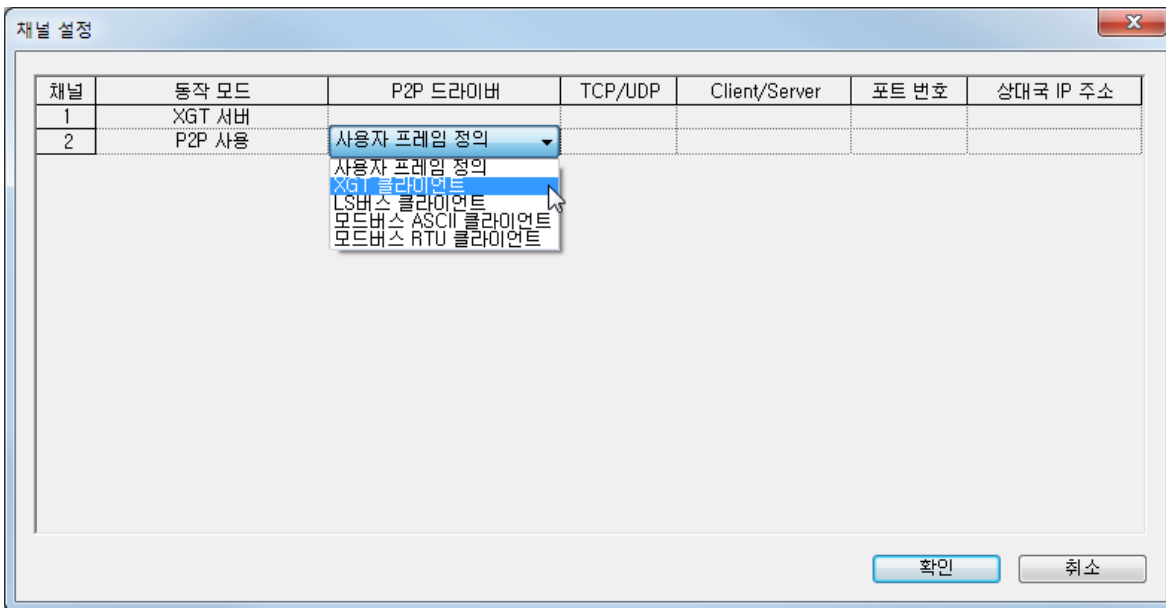 채널 설정
채널 동작 모드 P2P 드라이버 TCP/UDP Client/Server 포트 번호 상대국 IP 주소
1 XGT 서버
2 P2P 사용 사용자 프레임 정의
사용자 프레임 정의
XGT 클라이언트
LS버스 클라이언트
모드버스 ASCII 클라이언트
모드버스 RTU 클라이언트
확인 취소